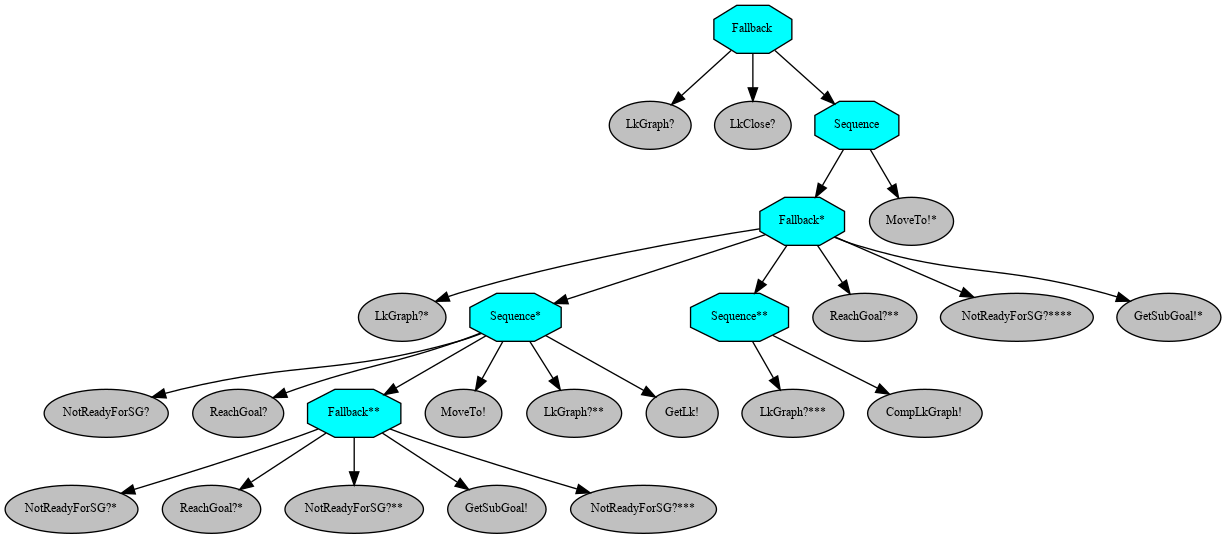 Fallback
LkGraph?
LkClose?
Sequence
Fallback*
MoveTo!*
LkGraph?*
Sequence*
Sequence**
ReachGoal?**
NotReadyForSG?****
GetSubGoal!*
NotReadyForSG?
ReachGoal?
Fallback**
MoveTo!
LkGraph?**
GetLk!
LkGraph?***
CompLkGraph!
NotReadyForSG?*
ReachGoal?*
NotReadyForSG?**
GetSubGoal!
NotReadyForSG?***